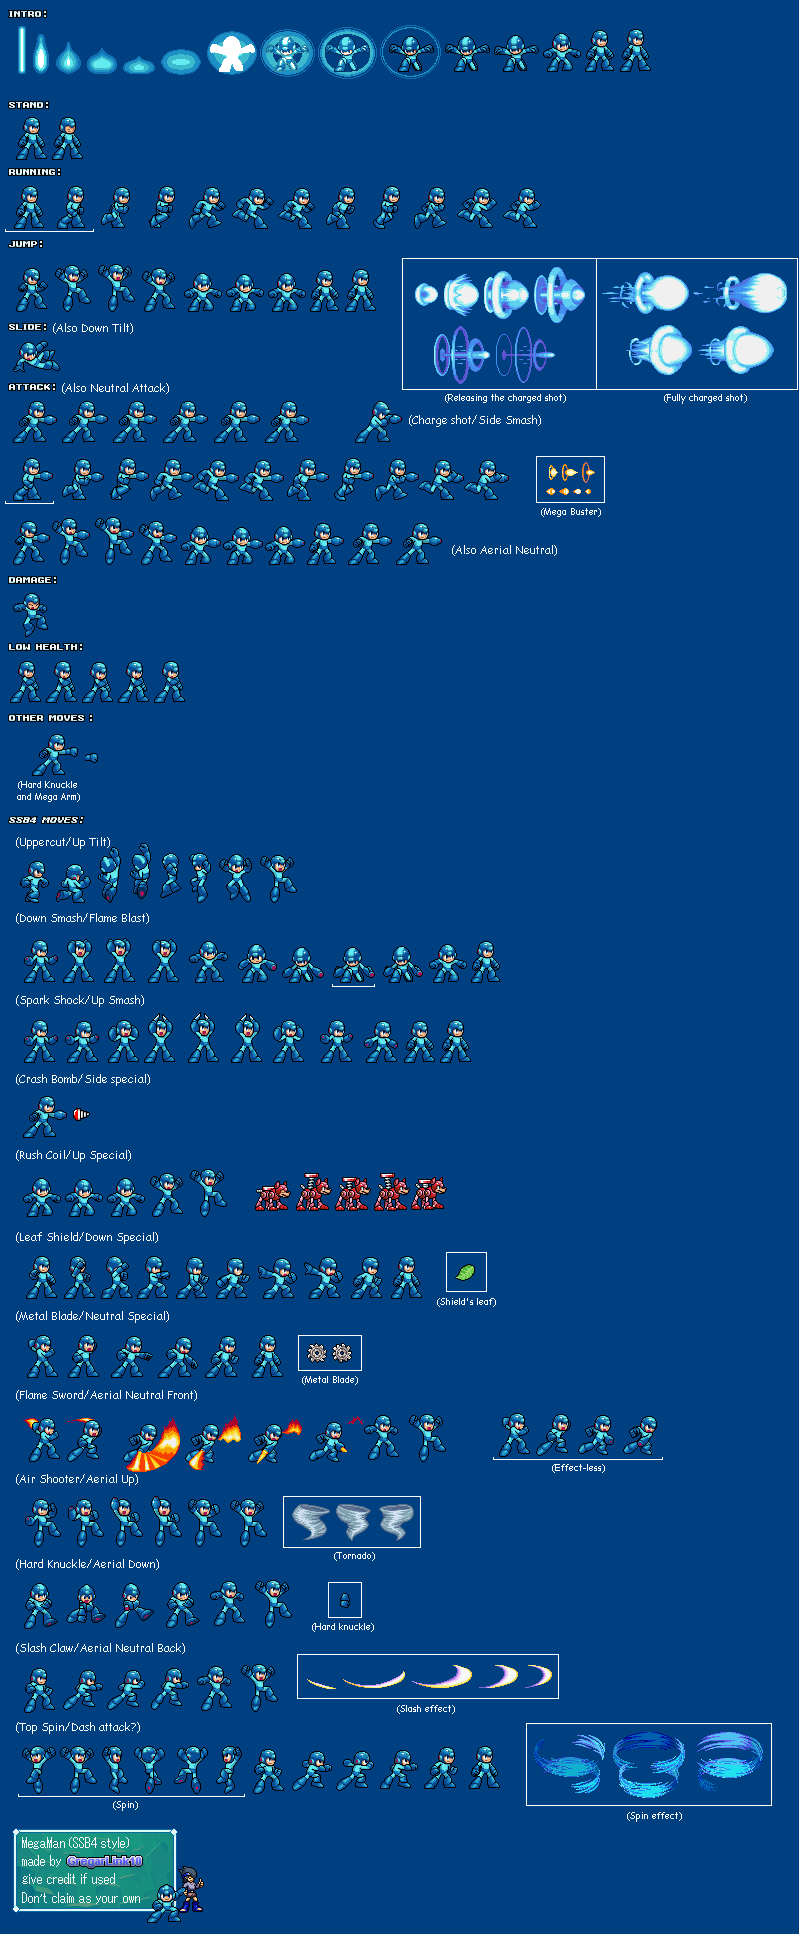 INTRO:
STAND:
RUNNING:
JUMP:
SLIDE: (Also Down Tilt)
(Releasing the charged shot)
(Fully charged shot)
ATTACK: (Also Neutral Attack)
(Charge shot/Side Smash)
(Mega Buster)
(Also Aerial Neutral)
DAMAGE:
LOW HEALTH:
OTHER MOVES :
(Hard Knuckle
and Mega Arm)
SSB4 MOVES:
(Uppercut/Up Tilt)
(Down Smash/Flame Blast)
(Spark Shock/Up Smash)
(Crash Bomb/Side special)
(Rush Coil/Up Special)
(Leaf Shield/Down Special)
(Shield's leaf)
(Metal Blade/Neutral Special)
(Metal Blade)
(Flame Sword/Aerial Neutral Front)
(Effect-less)
(Air Shooter/Aerial Up)
(Tornado)
(Hard Knuckle/Aerial Down)
(Hard knuckle)
(Slash Claw/Aerial Neutral Back)
(Slash effect)
(Top Spin/Dash attack?)
(Spin)
(Spin effect)
MegaMan (SSB4 style)
made by GregarLink10
give credit if used
Don't claim as your own